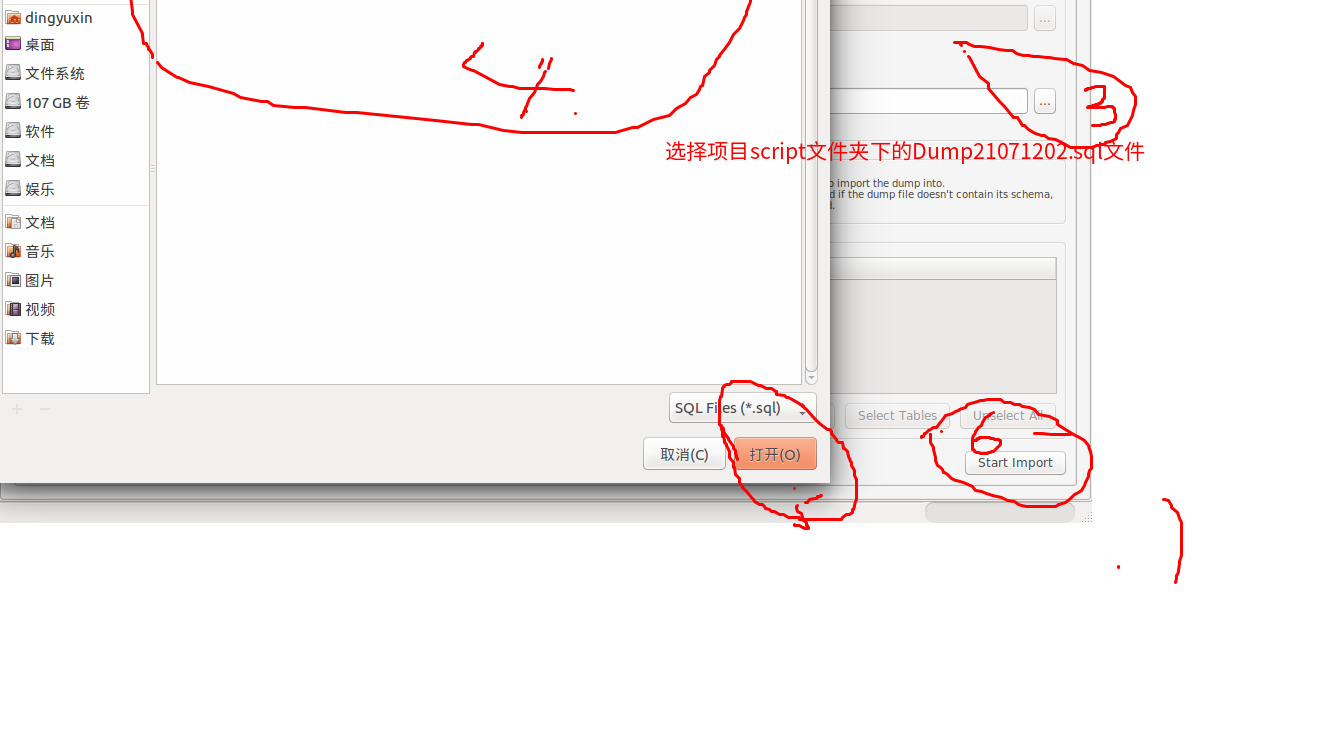 dingyuxin
桌面
文件系统
107 GB 卷
软件
文档
娱乐
文档
音乐
图片
视频
下载
4
...
...
3
选择项目script文件夹下的Dump21071202.sql文件
o import the dump into.
d if the dump file doesn't contain its schema,
d.
SQL Files (*.sql)
取消(C)
打开(O)
Select Tables
Unselect All
6
Start Import